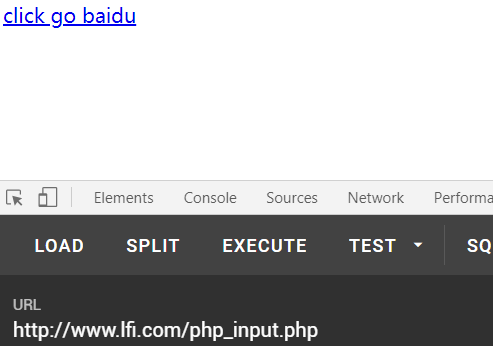 click go baidu
Elements Console Sources Network Performa
LOAD SPLIT EXECUTE TEST SQ
URL
http://www.lfi.com/php_input.php